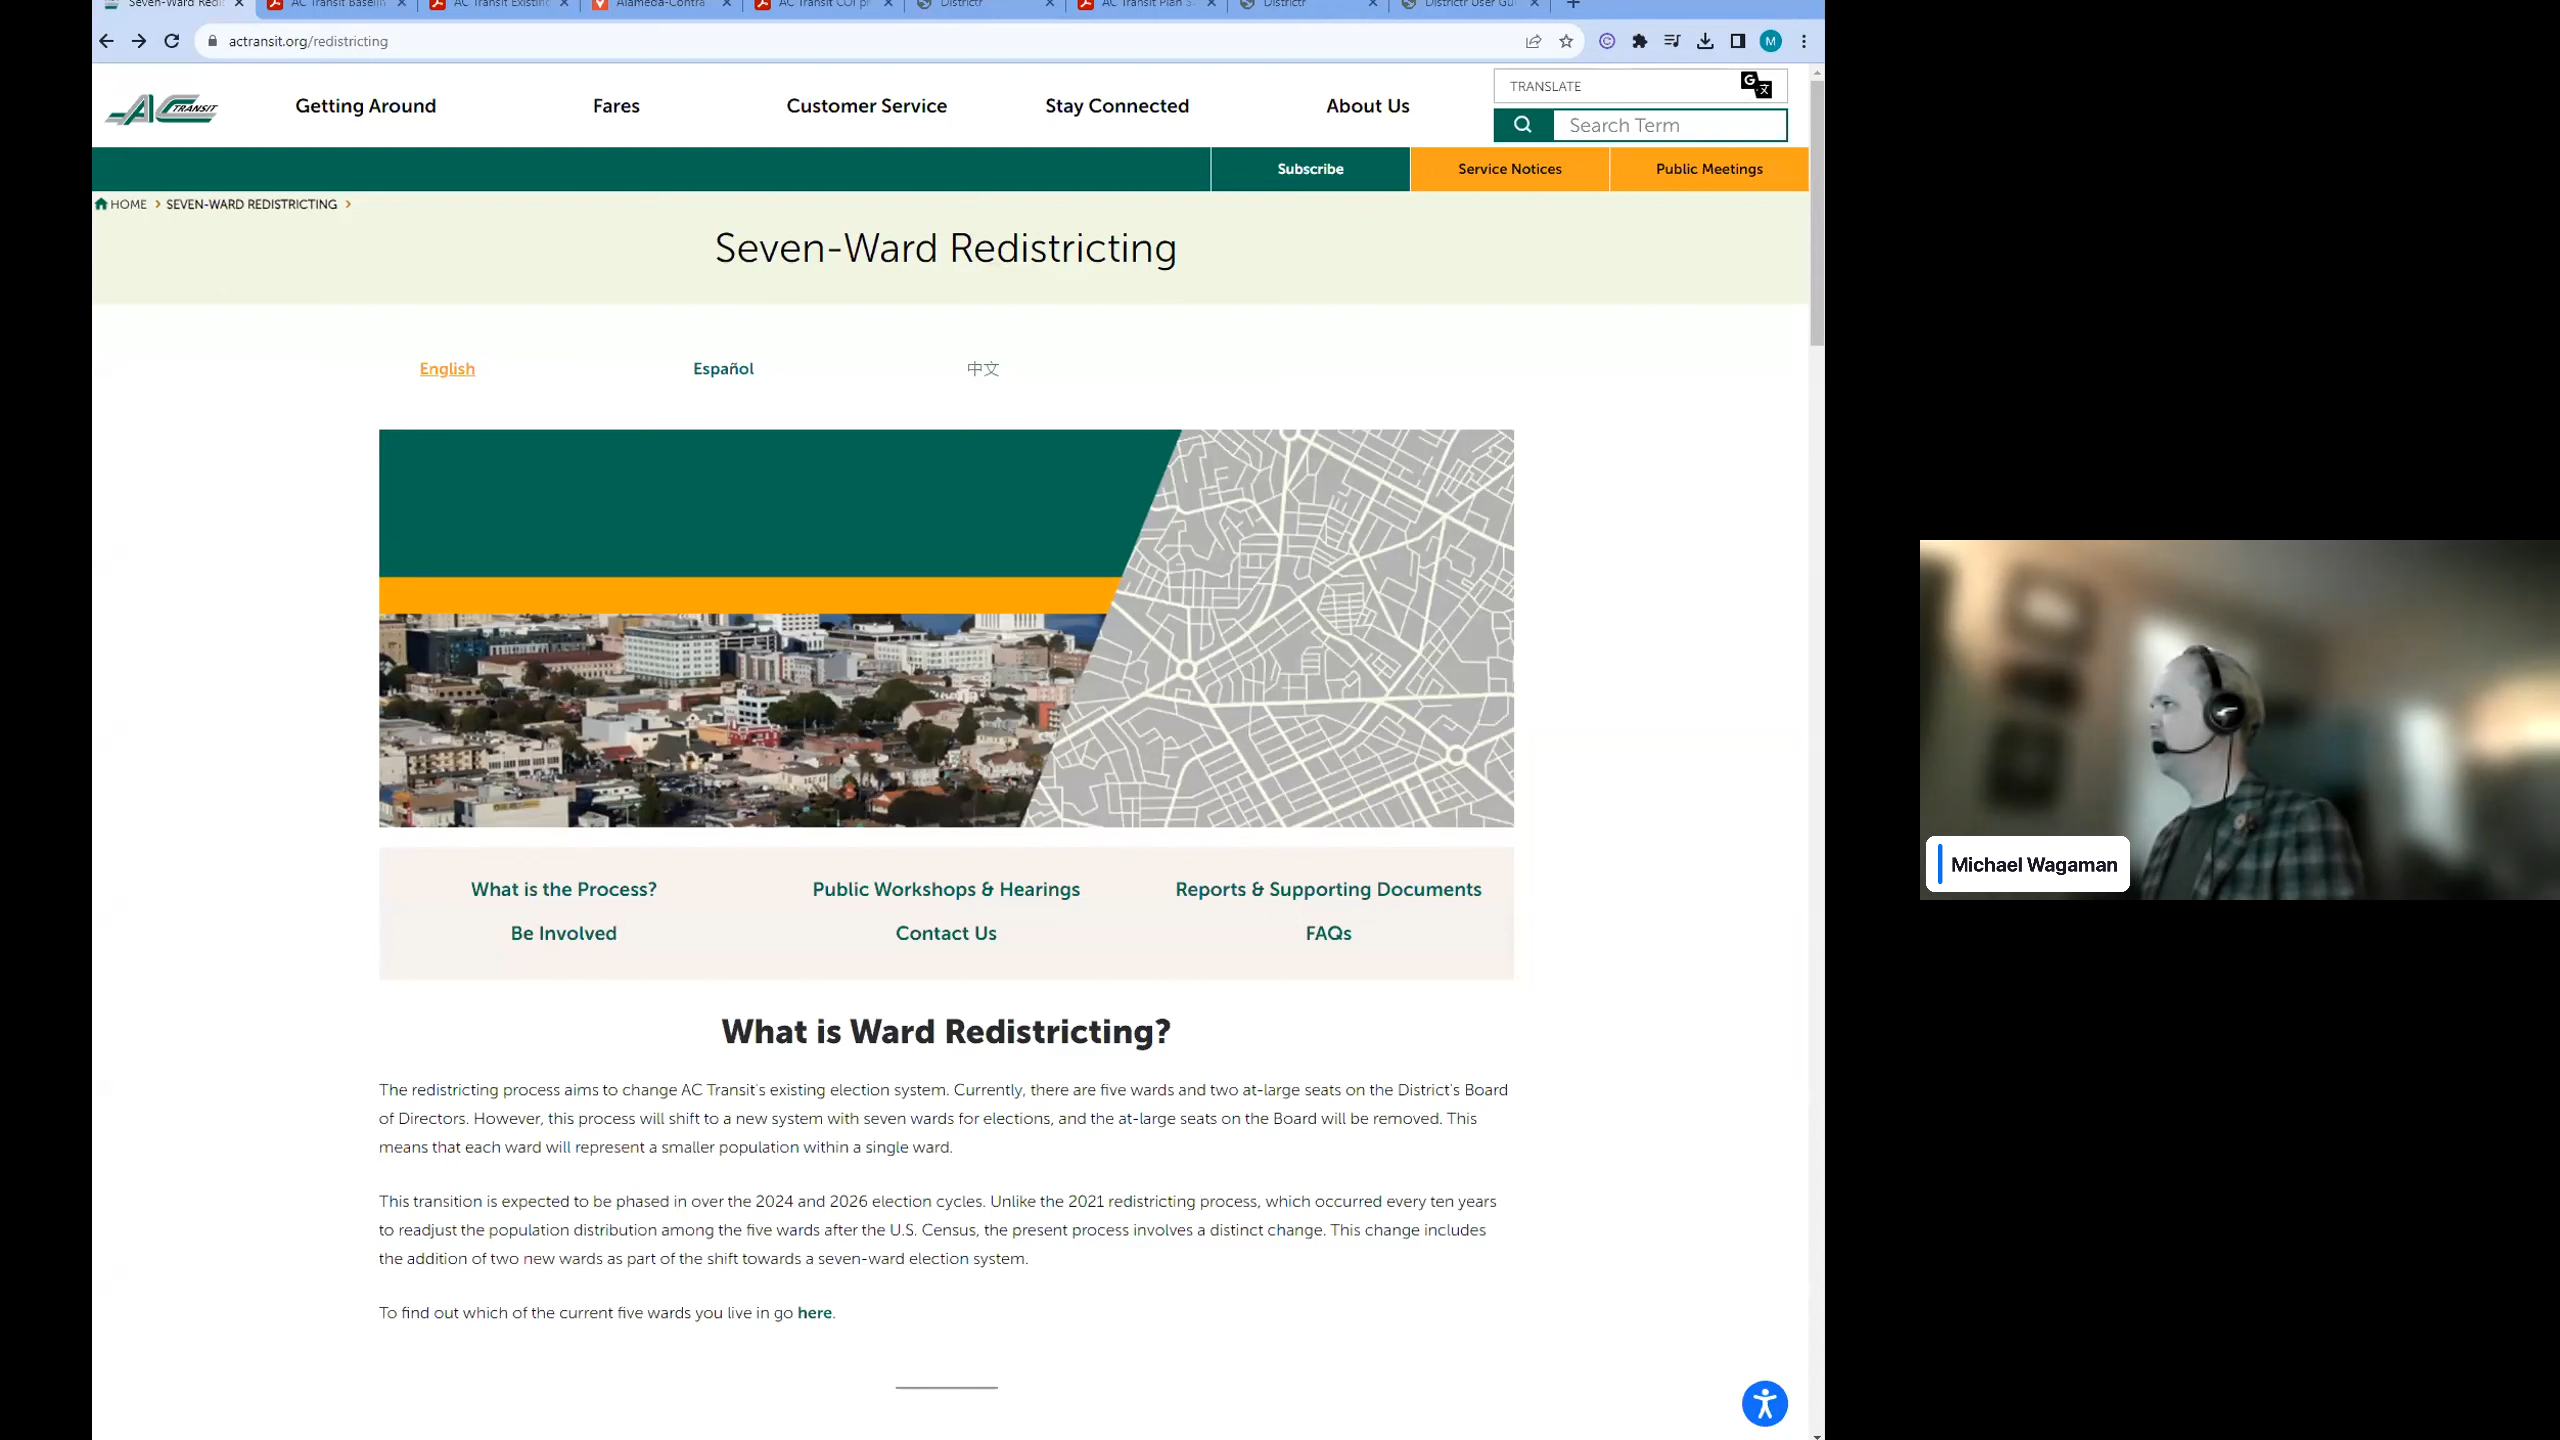 Seven-Ward Redi
AC Transit Baselin
AC Transit Existing
Alameda-Contra
AC Transit COI pr
Districtr
AC Transit Plan S
Districtr
Districtr User Gu
actransit.org/redistricting
M
AC TRANSIT
Getting Around
Fares
Customer Service
Stay Connected
About Us
TRANSLATE
Search Term
Subscribe
Service Notices
Public Meetings
HOME > SEVEN-WARD REDISTRICTING >
Seven-Ward Redistricting
English
Español
中文
What is the Process?
Public Workshops & Hearings
Reports & Supporting Documents
Be Involved
Contact Us
FAQs
What is Ward Redistricting?
The redistricting process aims to change AC Transit's existing election system. Currently, there are five wards and two at-large seats on the District's Board
of Directors. However, this process will shift to a new system with seven wards for elections, and the at-large seats on the Board will be removed. This
means that each ward will represent a smaller population within a single ward.
This transition is expected to be phased in over the 2024 and 2026 election cycles. Unlike the 2021 redistricting process, which occurred every ten years
to readjust the population distribution among the five wards after the U.S. Census, the present process involves a distinct change. This change includes
the addition of two new wards as part of the shift towards a seven-ward election system.
To find out which of the current five wards you live in go here.
Michael Wagaman